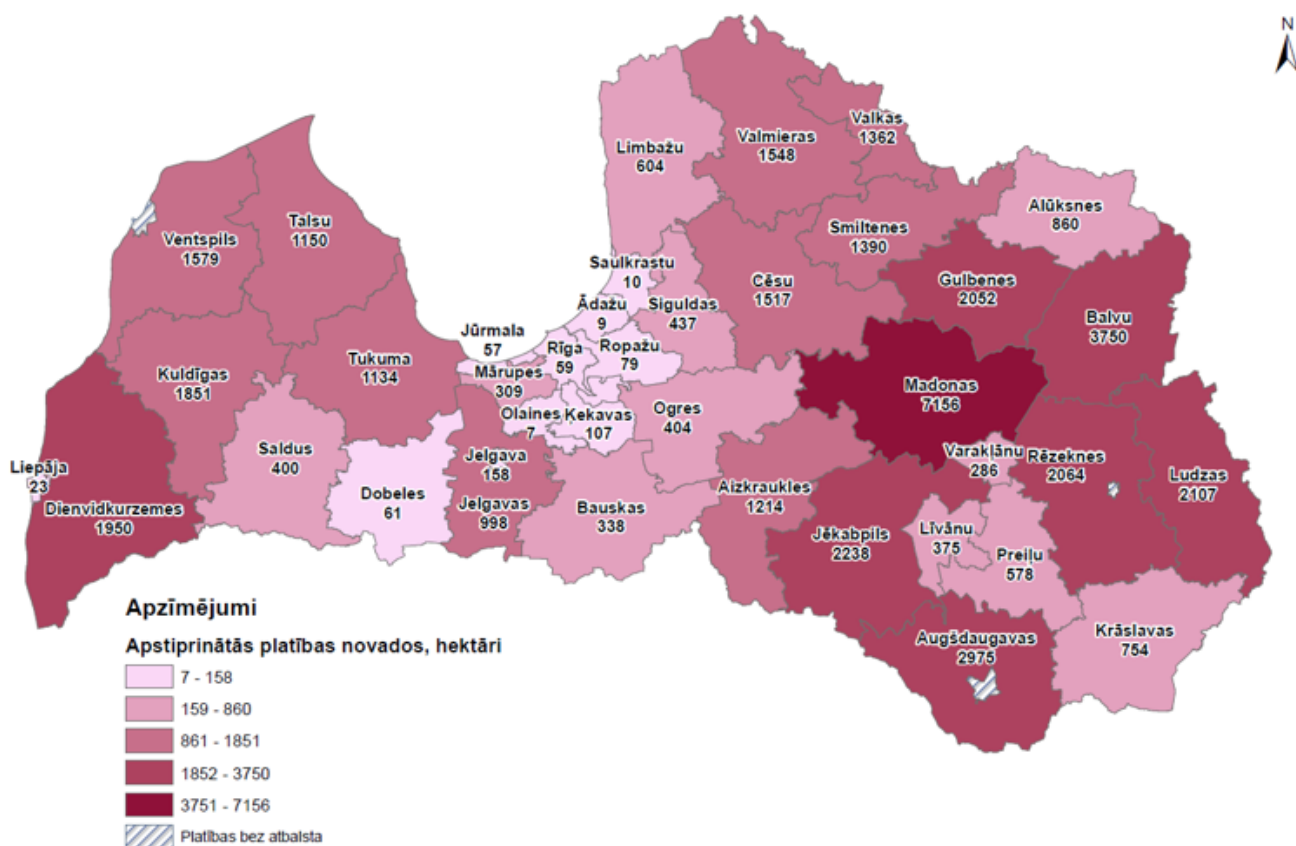 N
Limbažu
604
Valmieras
1548
Valkas
1362
Alūksnes
860
Smiltenes
1390
Talsu
1150
Ventspils
1579
Saulkrastu
10
Siguldas
437
Cēsu
1517
Gulbenes
2052
Balvu
3750
Ādažu
9
Jūrmala
57
Rīga
59
Ropažu
79
Kuldīgas
1851
Tukuma
1134
Mārupes
309
Madonas
7156
Olaines
7
Ķekavas
107
Ogres
404
Saldus
400
Jelgava
158
Varakļānu
286
Rēzeknes
2064
Ludzas
2107
Liepāja
23
Dienvidkurzemes
1950
Dobeles
61
Jelgavas
998
Bauskas
338
Aizkraukles
1214
Jēkabpils
2238
Līvānu
375
Preiļu
578
Augšdaugavas
2975
Krāslavas
754
Apzīmējumi
Apstiprinātās platības novados, hektāri
7 - 158
159 - 860
861 - 1851
1852 - 3750
3751 - 7156
Platības bez atbalsta